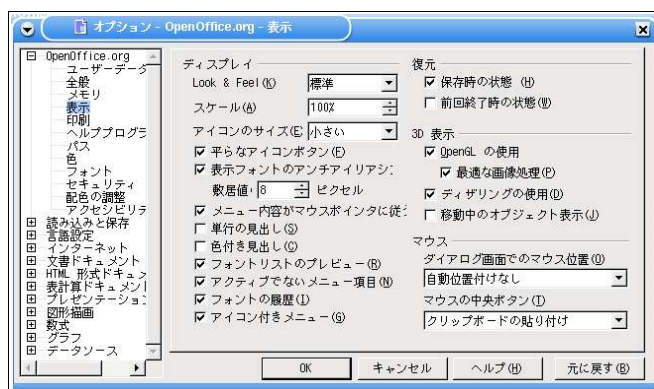 オプション - OpenOffice.org - 表示
OpenOffice.org
ユーザーデータ
全般
メモリ
表示
印刷
ヘルププログラ
パス
色
フォント
セキュリティ
配色の調整
アクセシビリテ
読み込みと保存
言語設定
インターネット
文書ドキュメント
HTML 形式ドキュメ
表計算ドキュメント
プレゼンテーション
図形描画
数式
グラフ
データソース
ディスプレイ
Look & Feel(K) 標準
スケール(A) 100%
アイコンのサイズ(E 小さい
平らなアイコンボタン(F)
表示フォントのアンチアイリアシ
敷居値 8 ピクセル
メニュー内容がマウスポインタに従
単行の見出し(S)
色付き見出し(C)
フォントリストのプレビュー(R)
アクティブでないメニュー項目(N)
フォントの履歴(I)
アイコン付きメニュー(G)
復元
保存時の状態 (H)
前回終了時の状態(W)
3D 表示
OpenGL の使用
最適な画像処理(P)
ディザリングの使用(D)
移動中のオブジェクト表示(J)
マウス
ダイアログ画面でのマウス位置(O)
自動位置付けなし
マウスの中央ボタン(T)
クリップボードの貼り付け
OK キャンセル ヘルプ(H) 元に戻す(B)